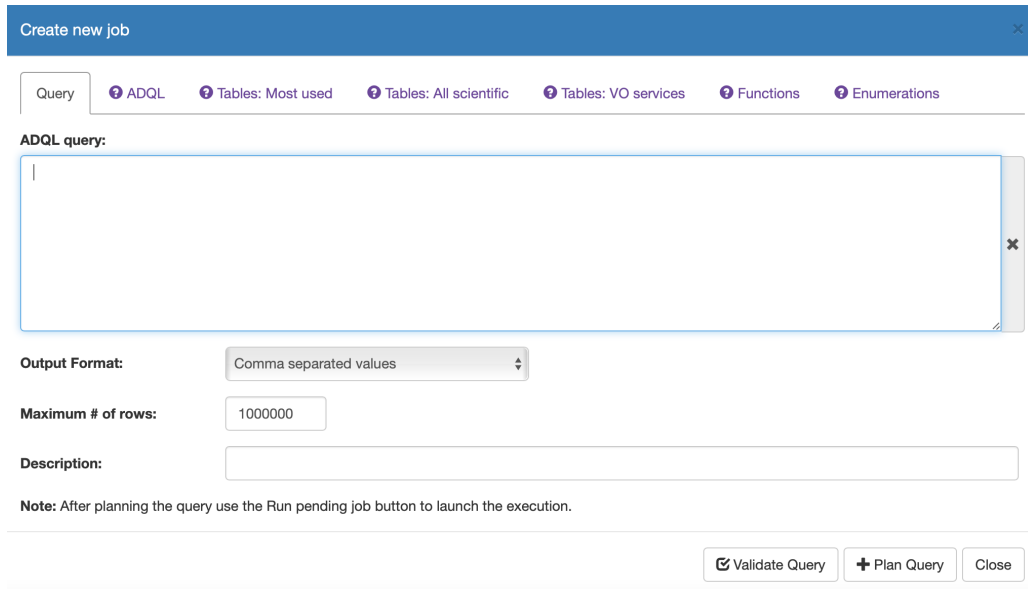 Create new job
Query ADQL Tables: Most used Tables: All scientific Tables: VO services Functions Enumerations
ADQL query:
Output Format: Comma separated values
Maximum # of rows: 1000000
Description:
Note: After planning the query use the Run pending job button to launch the execution.
Validate Query Plan Query Close